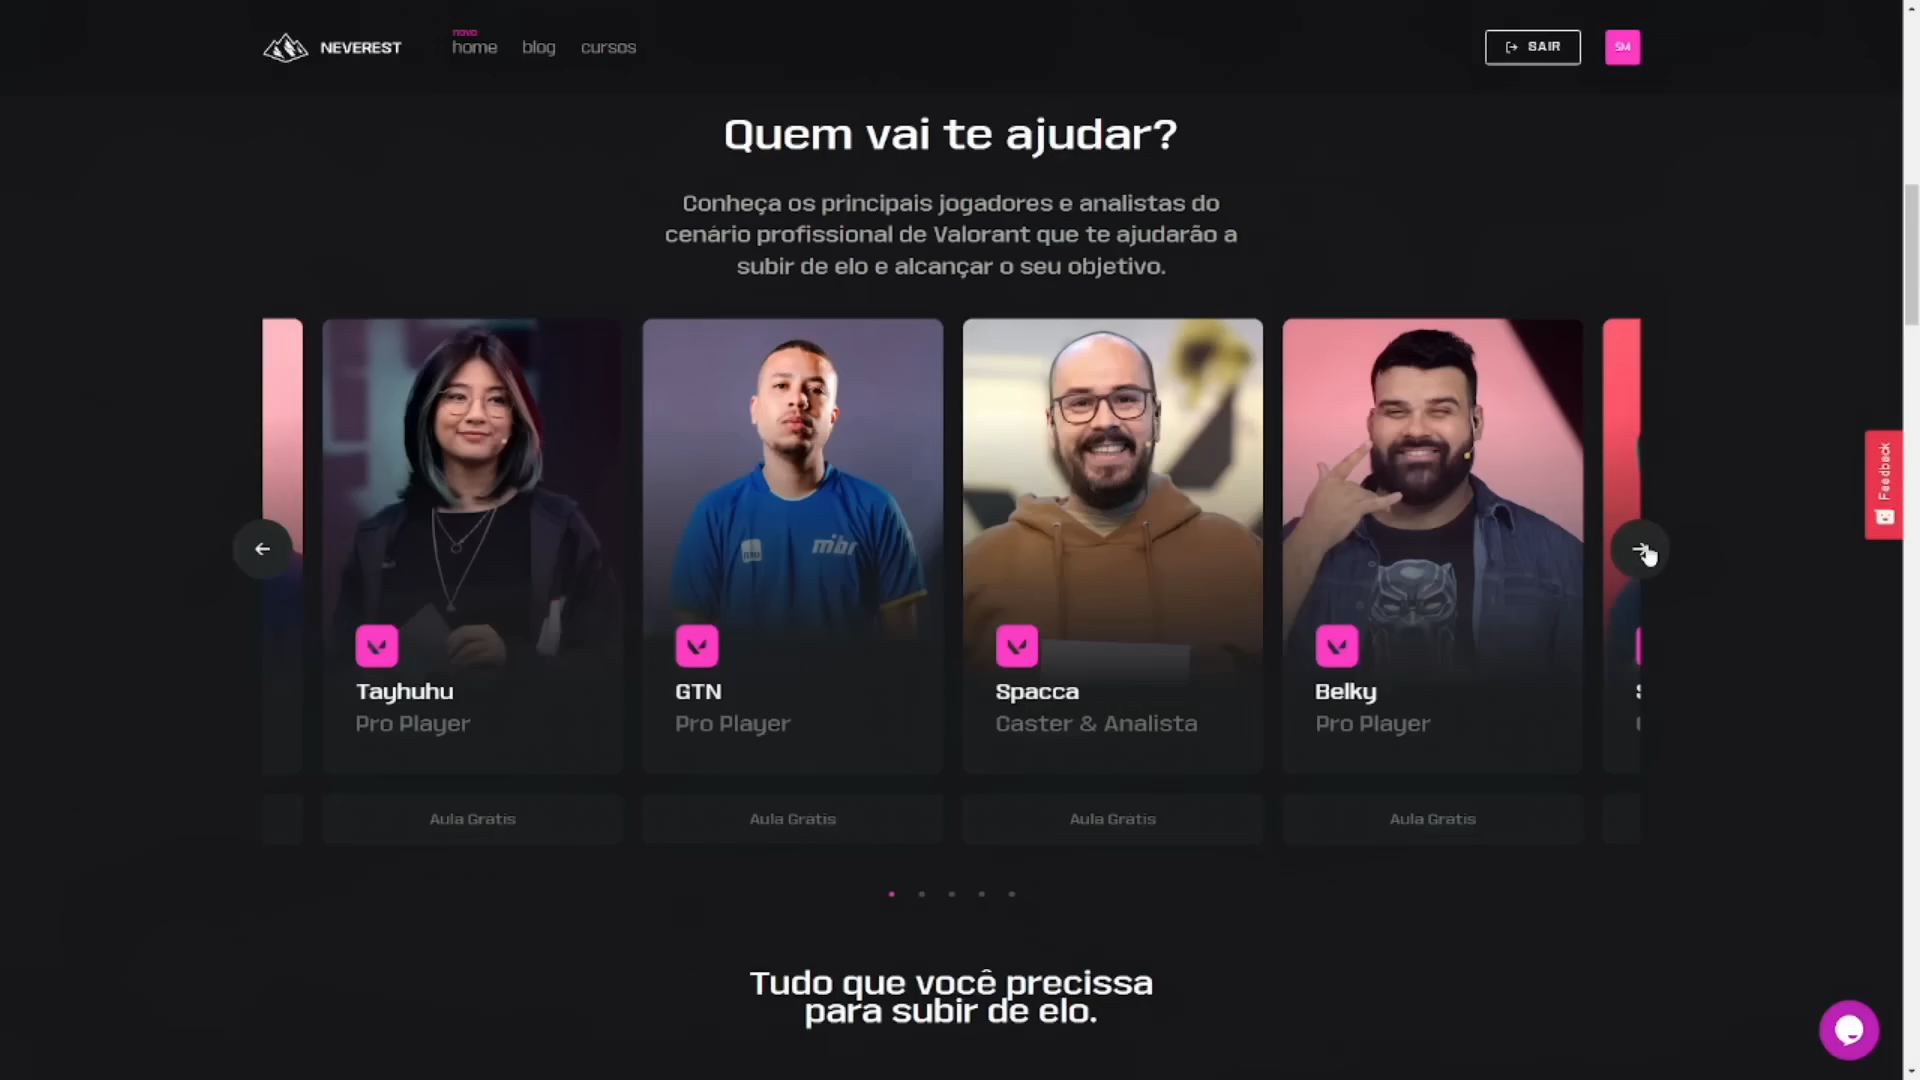 NEVEREST
novo
home
blog
cursos
SAIR
SM
Quem vai te ajudar?
Conheça os principais jogadores e analistas do
cenário profissional de Valorant que te ajudarão a
subir de elo e alcançar o seu objetivo.
mibr
Tayhuhu
Pro Player
GTN
Pro Player
Spacca
Caster & Analista
Belky
Pro Player
Aula Gratis
Aula Gratis
Aula Gratis
Aula Gratis
Feedback
Tudo que você precissa
para subir de elo.